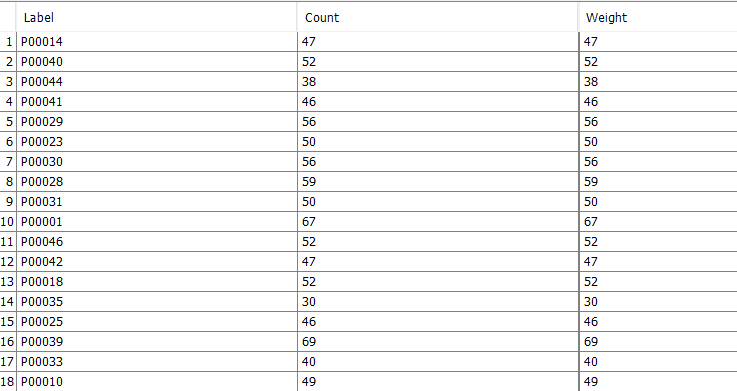 Label Count Weight
1 P00014 47 47
2 P00040 52 52
3 P00044 38 38
4 P00041 46 46
5 P00029 56 56
6 P00023 50 50
7 P00030 56 56
8 P00028 59 59
9 P00031 50 50
10 P00001 67 67
11 P00046 52 52
12 P00042 47 47
13 P00018 52 52
14 P00035 30 30
15 P00025 46 46
16 P00039 69 69
17 P00033 40 40
18 P00010 49 49